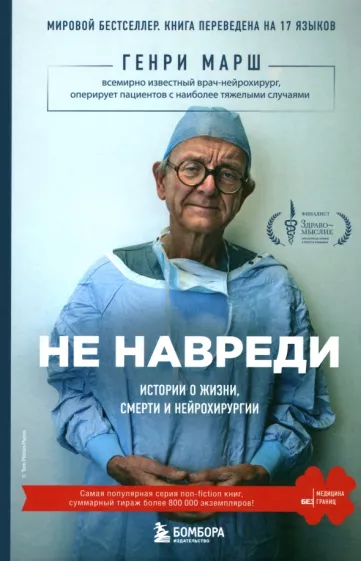 МИРОВОЙ БЕСТСЕЛЛЕР. КНИГА ПЕРЕВЕДЕНА НА 17 ЯЗЫКОВ
ГЕНРИ МАРШ
всемирно известный врач-нейрохирург,
оперирует пациентов с наиболее тяжелыми случаями
ФИНАЛИСТ
ЗДРАВО—
МЫСЛИЕ
НЕ НАВРЕДИ
ИСТОРИИ О ЖИЗНИ,
СМЕРТИ И НЕЙРОХИРУРГИИ
МЕДИЦИНА
БЕЗ ГРАНИЦ
Самая популярная серия non-fiction книг,
суммарный тираж более 800 000 экземпляров!
БОМБОРА
ИЗДАТЕЛЬСТВО